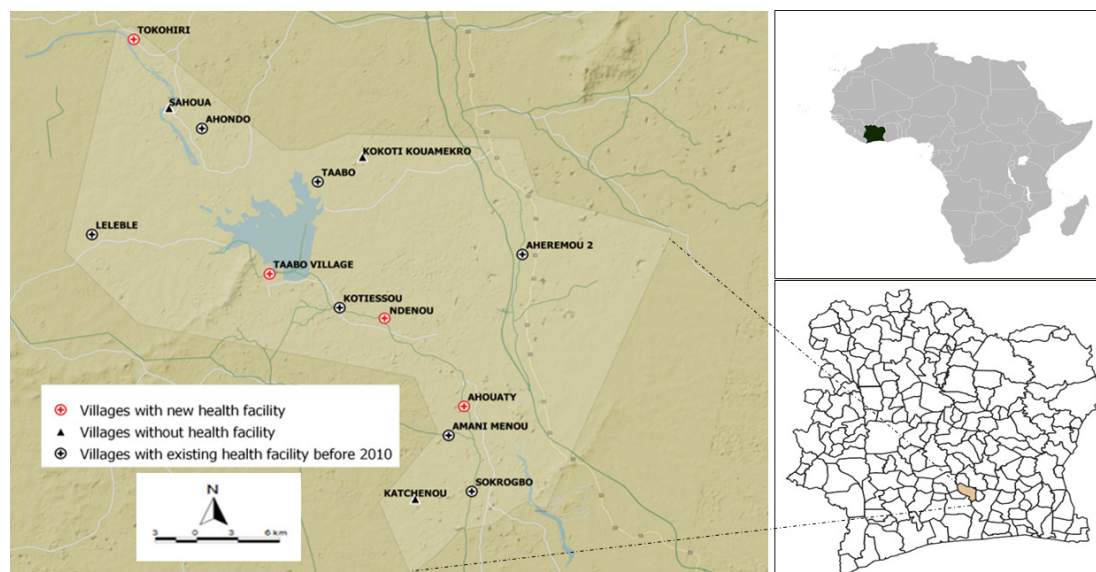 TOKOHIRI
SAHOUA
AHONDO
KOKOTI KOUAMEKRO
TAABO
LELEBLE
AHEREMOU 2
TAABO VILLAGE
KOTIESSOU
NDENOU
AHOUATY
AMANI MENOU
SOKROGBO
KATCHENOU
Villages with new health facility
Villages without health facility
Villages with existing health facility before 2010
N
3 0 3 6 km